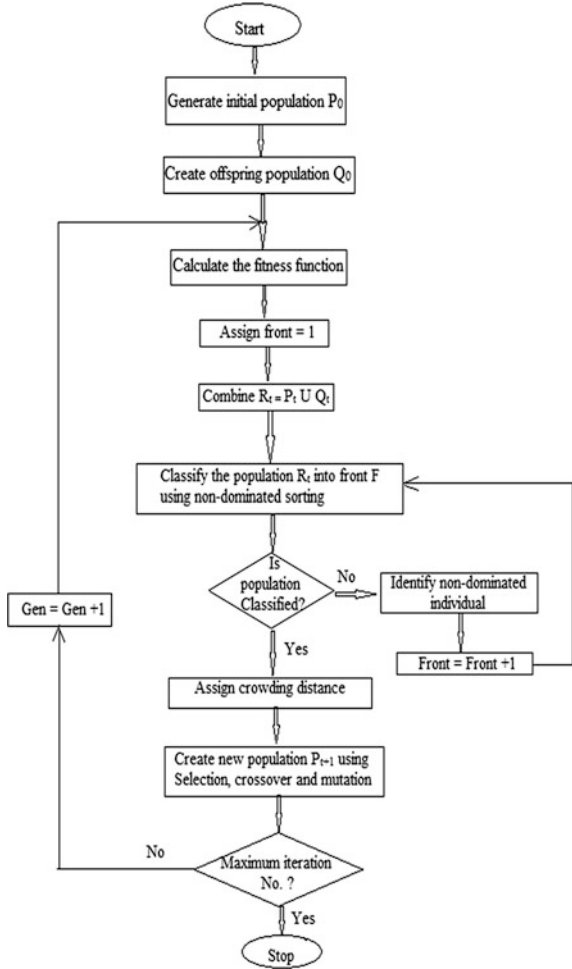 Start
Generate initial population P₀
Create offspring population Q₀
Calculate the fitness function
Assign front = 1
Combine Rₜ = Pₜ U Qₜ
Classify the population Rₜ into front F
using non-dominated sorting
Is
population
Classified?
No
Identify non-dominated
individual
Front = Front +1
Yes
Gen = Gen +1
Assign crowding distance
Create new population Pₜ₊₁ using
Selection, crossover and mutation
No
Maximum iteration
No. ?
Yes
Stop